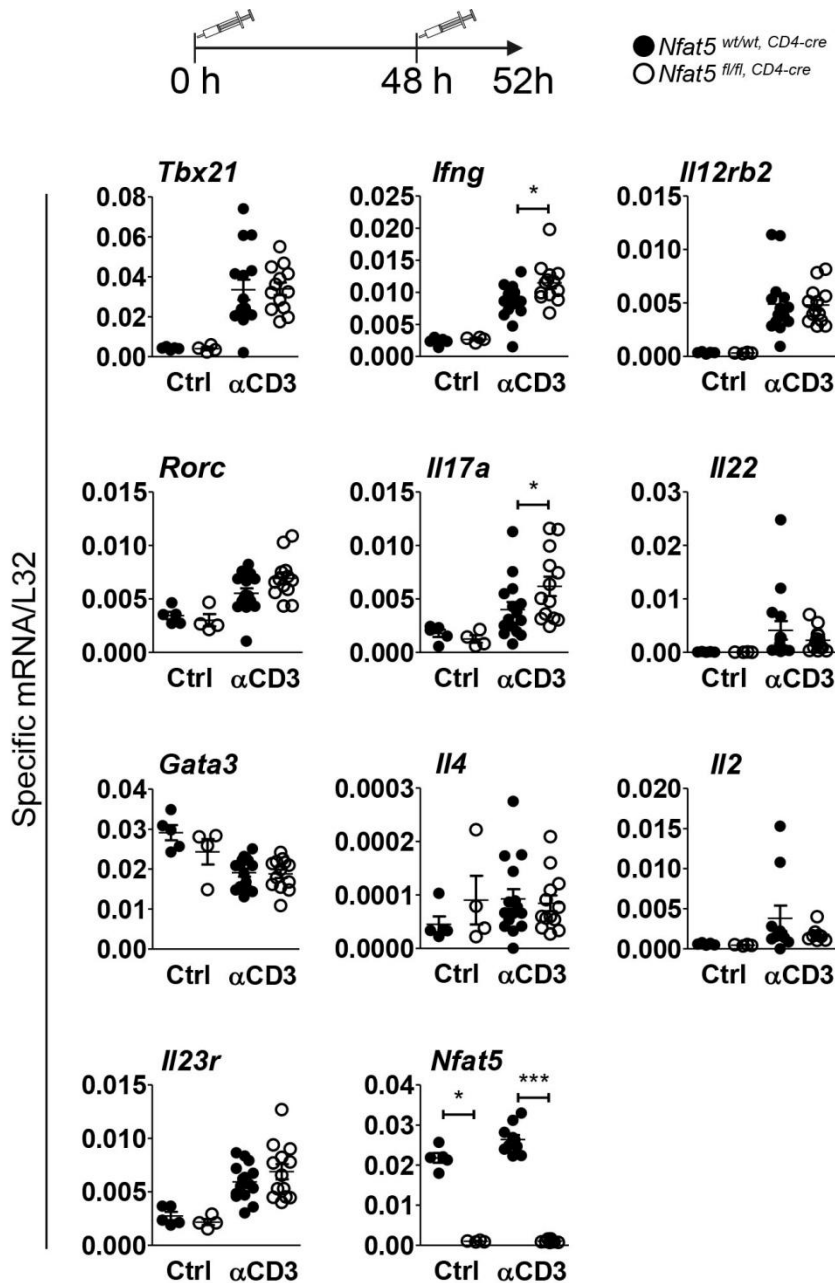 0 h 48 h 52h
Nfat5 wt/wt, CD4-cre
Nfat5 fl/fl, CD4-cre
Specific mRNA/L32
Tbx21
0.08
0.06
0.04
0.02
0.00
Ctrl αCD3
Ifng
*
0.025
0.020
0.015
0.010
0.005
0.000
Ctrl αCD3
Il12rb2
0.015
0.010
0.005
0.000
Ctrl αCD3
Rorc
0.015
0.010
0.005
0.000
Ctrl αCD3
Il17a
*
0.015
0.010
0.005
0.000
Ctrl αCD3
Il22
0.03
0.02
0.01
0.00
Ctrl αCD3
Gata3
0.04
0.03
0.02
0.01
0.00
Ctrl αCD3
Il4
0.0003
0.0002
0.0001
0.0000
Ctrl αCD3
Il2
0.020
0.015
0.010
0.005
0.000
Ctrl αCD3
Il23r
0.015
0.010
0.005
0.000
Ctrl αCD3
Nfat5
* ***
0.04
0.03
0.02
0.01
0.00
Ctrl αCD3